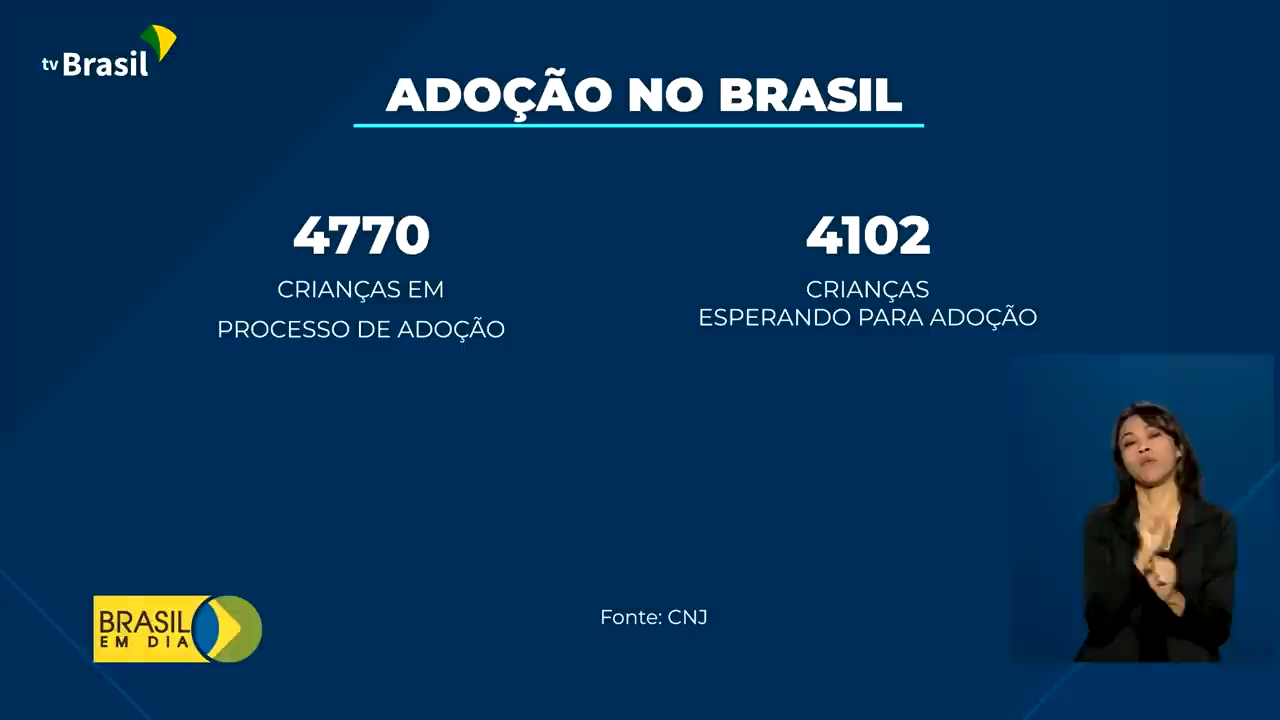 tv Brasil
ADOÇÃO NO BRASIL
4770
CRIANÇAS EM
PROCESSO DE ADOÇÃO
4102
CRIANÇAS
ESPERANDO PARA ADOÇÃO
BRASIL
EM DIA
Fonte: CNJ